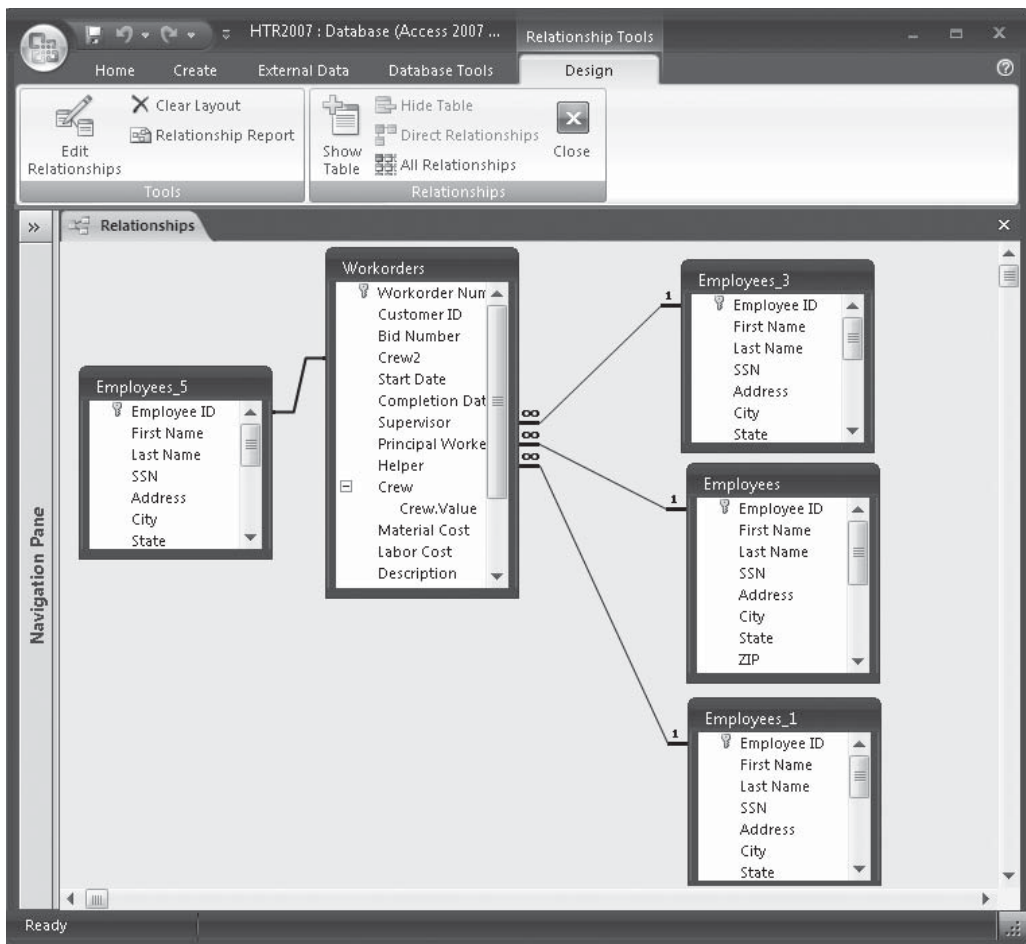 HTR2007 : Database (Access 2007 ...
Relationship Tools
Home Create External Data Database Tools Design
Edit Relationships
Clear Layout
Relationship Report
Tools
Show Table
Hide Table
Direct Relationships
All Relationships
Close
Relationships
»
Relationships
Navigation Pane
Employees_5
Employee ID
First Name
Last Name
SSN
Address
City
State
Workorders
Workorder Num
Customer ID
Bid Number
Crew2
Start Date
Completion Dat
Supervisor
Principal Worke
Helper
Crew
Crew.Value
Material Cost
Labor Cost
Description
∞
∞
∞
1
Employees_3
Employee ID
First Name
Last Name
SSN
Address
City
State
1
Employees
Employee ID
First Name
Last Name
SSN
Address
City
State
ZIP
1
Employees_1
Employee ID
First Name
Last Name
SSN
Address
City
State
Ready